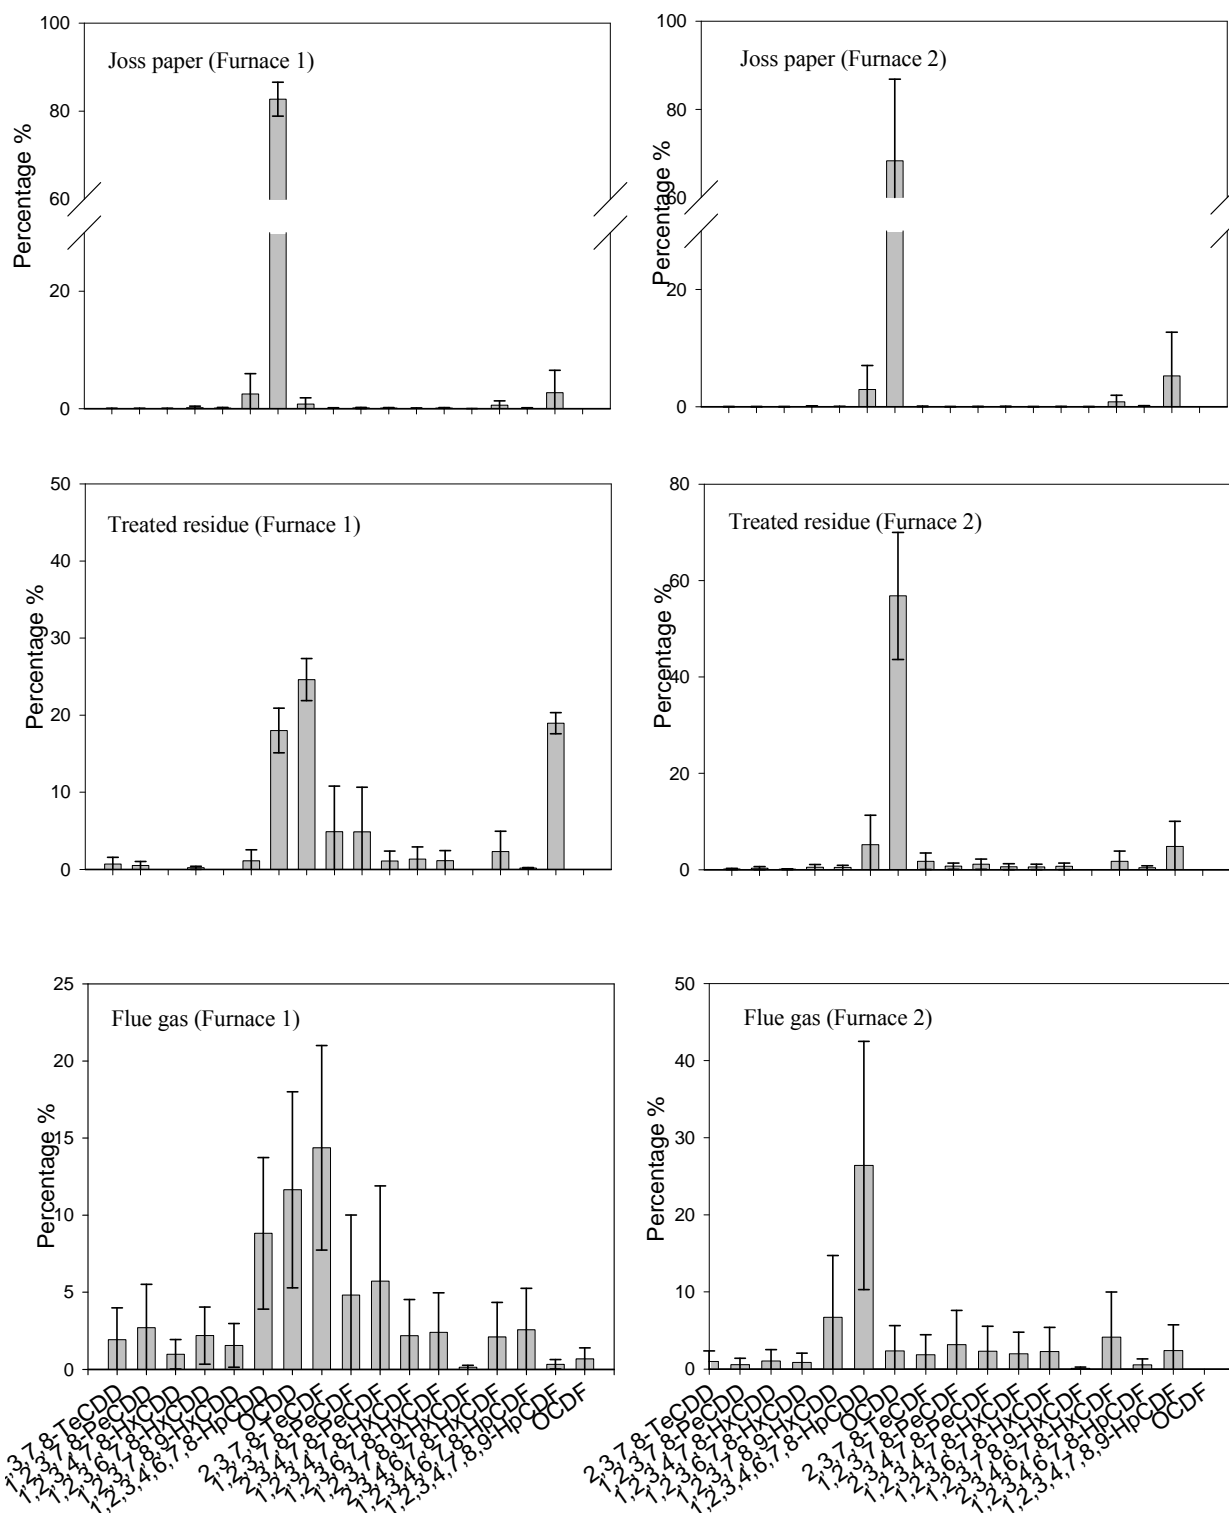 Joss paper (Furnace 1)
Percentage %
100
80
60
20
0
Joss paper (Furnace 2)
Percentage %
100
80
60
20
0
Treated residue (Furnace 1)
Percentage %
50
40
30
20
10
0
Treated residue (Furnace 2)
Percentage %
80
60
40
20
0
Flue gas (Furnace 1)
Percentage %
25
20
15
10
5
0
2,3,7,8-TeCDD
1,2,3,7,8-PeCDD
1,2,3,4,7,8-HxCDD
1,2,3,6,7,8-HxCDD
1,2,3,7,8,9-HxCDD
1,2,3,4,6,7,8-HpCDD
OCDD
2,3,7,8-TeCDF
1,2,3,7,8-PeCDF
2,3,4,7,8-PeCDF
1,2,3,4,7,8-HxCDF
1,2,3,6,7,8-HxCDF
1,2,3,7,8,9-HxCDF
2,3,4,6,7,8-HxCDF
1,2,3,4,6,7,8-HpCDF
1,2,3,4,7,8,9-HpCDF
OCDF
Flue gas (Furnace 2)
Percentage %
50
40
30
20
10
0
2,3,7,8-TeCDD
1,2,3,7,8-PeCDD
1,2,3,4,7,8-HxCDD
1,2,3,6,7,8-HxCDD
1,2,3,7,8,9-HxCDD
1,2,3,4,6,7,8-HpCDD
OCDD
2,3,7,8-TeCDF
1,2,3,7,8-PeCDF
2,3,4,7,8-PeCDF
1,2,3,4,7,8-HxCDF
1,2,3,6,7,8-HxCDF
1,2,3,7,8,9-HxCDF
2,3,4,6,7,8-HxCDF
1,2,3,4,6,7,8-HpCDF
1,2,3,4,7,8,9-HpCDF
OCDF